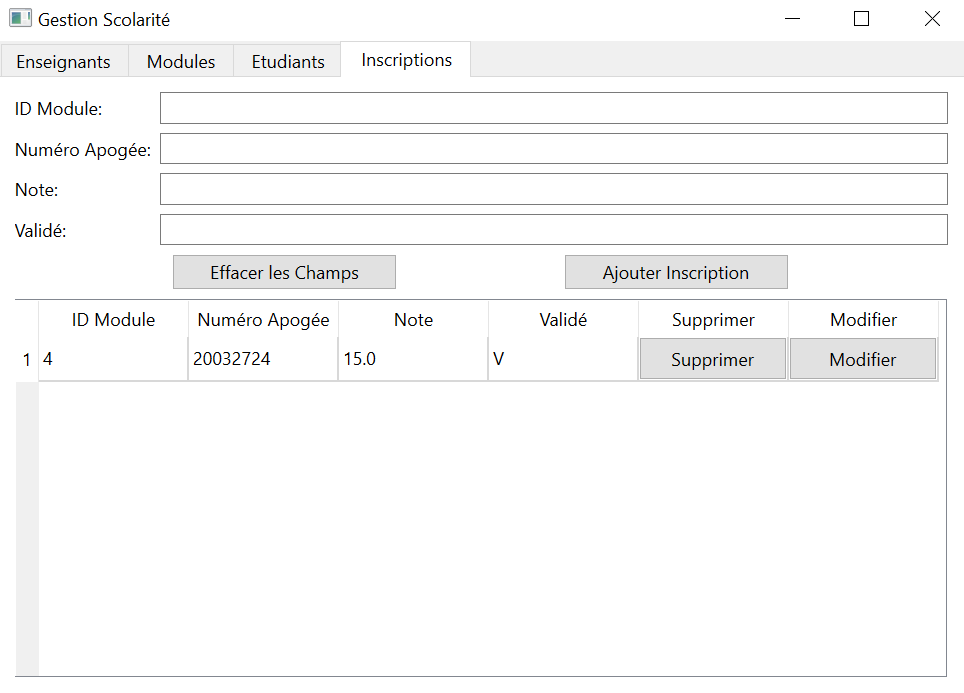 Gestion Scolarité
Enseignants Modules Etudiants Inscriptions
ID Module:
Numéro Apogée:
Note:
Validé:
Effacer les Champs Ajouter Inscription
ID Module Numéro Apogée Note Validé Supprimer Modifier
1 4 20032724 15.0 V Supprimer Modifier